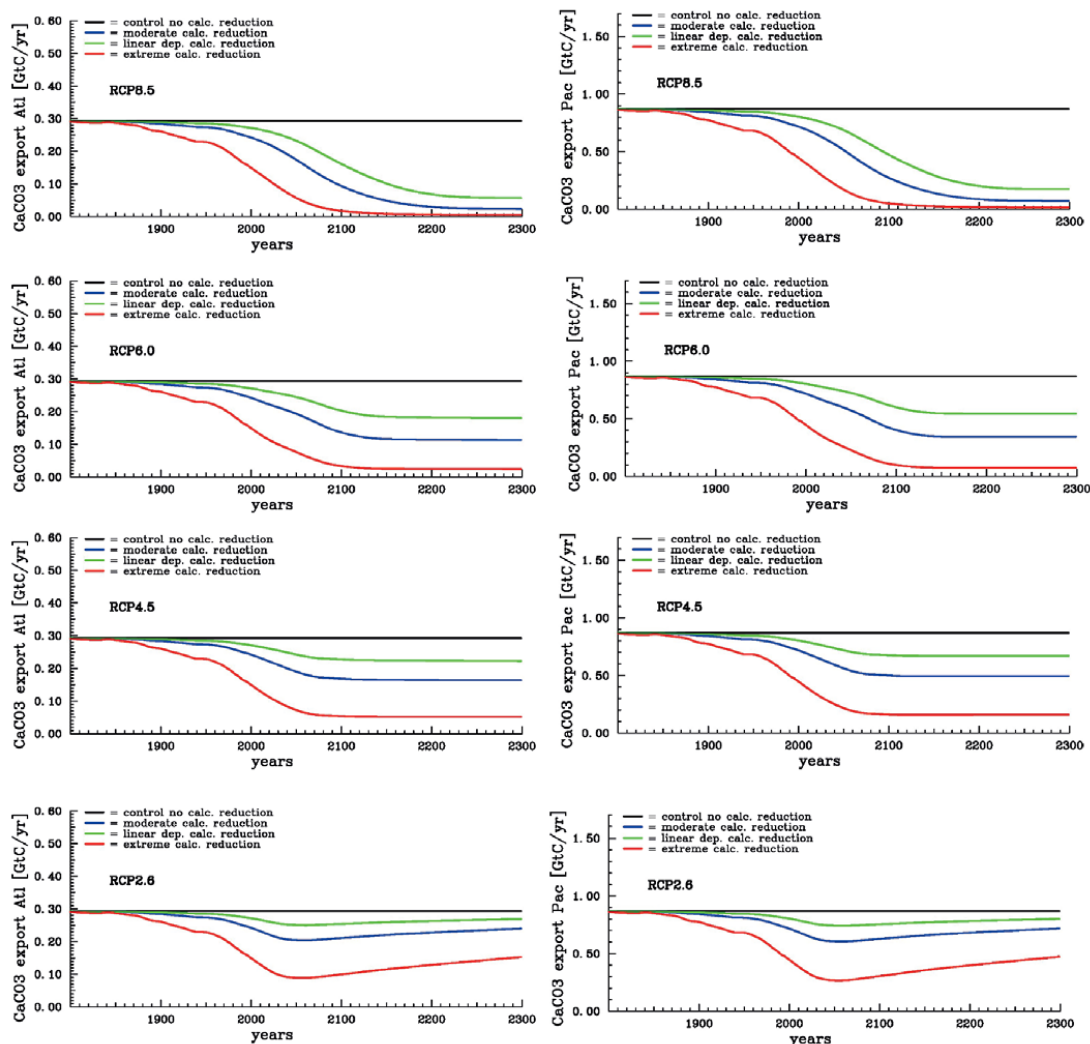 CaCO3 export Atl [GtC/yr]
0.60
0.50
0.40
0.30
0.20
0.10
0.00
= control no calc. reduction
= moderate calc. reduction
= linear dep. calc. reduction
= extreme calc. reduction
RCP8.5
1900 2000 2100 2200 2300
years
CaCO3 export Pac [GtC/yr]
1.50
1.00
0.50
0.00
= control no calc. reduction
= moderate calc. reduction
= linear dep. calc. reduction
= extreme calc. reduction
RCP8.5
1900 2000 2100 2200 2300
years
CaCO3 export Atl [GtC/yr]
0.60
0.50
0.40
0.30
0.20
0.10
0.00
= control no calc. reduction
= moderate calc. reduction
= linear dep. calc. reduction
= extreme calc. reduction
RCP6.0
1900 2000 2100 2200 2300
years
CaCO3 export Pac [GtC/yr]
1.50
1.00
0.50
0.00
= control no calc. reduction
= moderate calc. reduction
= linear dep. calc. reduction
= extreme calc. reduction
RCP6.0
1900 2000 2100 2200 2300
years
CaCO3 export Atl [GtC/yr]
0.60
0.50
0.40
0.30
0.20
0.10
0.00
= control no calc. reduction
= moderate calc. reduction
= linear dep. calc. reduction
= extreme calc. reduction
RCP4.5
1900 2000 2100 2200 2300
years
CaCO3 export Pac [GtC/yr]
1.50
1.00
0.50
0.00
= control no calc. reduction
= moderate calc. reduction
= linear dep. calc. reduction
= extreme calc. reduction
RCP4.5
1900 2000 2100 2200 2300
years
CaCO3 export Atl [GtC/yr]
0.60
0.50
0.40
0.30
0.20
0.10
0.00
= control no calc. reduction
= moderate calc. reduction
= linear dep. calc. reduction
= extreme calc. reduction
RCP2.6
1900 2000 2100 2200 2300
years
CaCO3 export Pac [GtC/yr]
1.50
1.00
0.50
0.00
= control no calc. reduction
= moderate calc. reduction
= linear dep. calc. reduction
= extreme calc. reduction
RCP2.6
1900 2000 2100 2200 2300
years